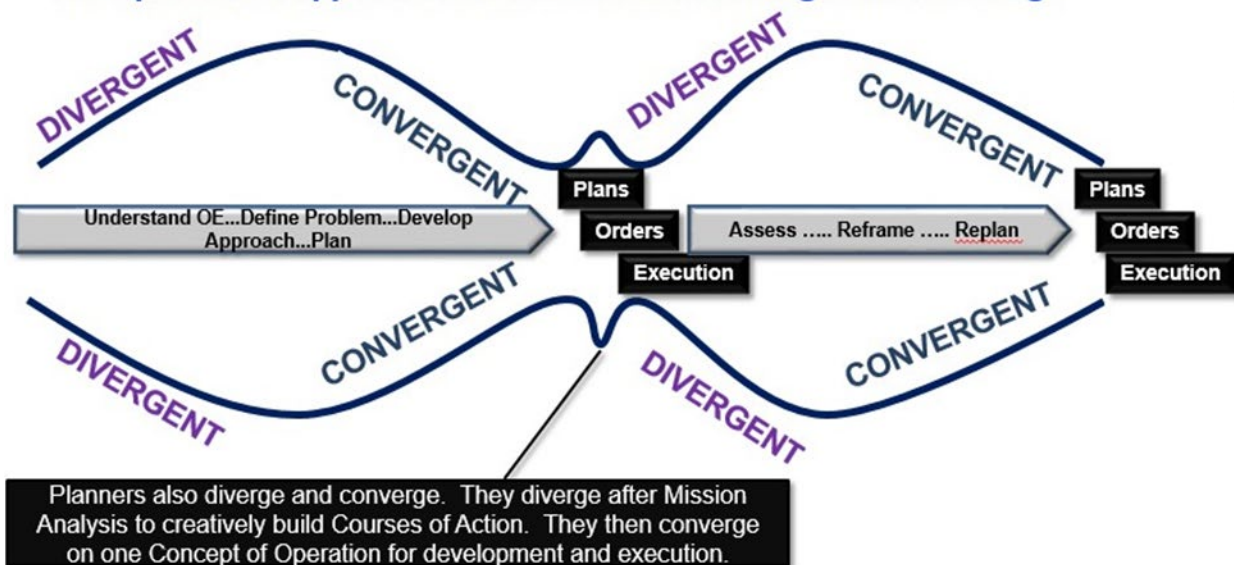 DIVERGENT
CONVERGENT
DIVERGENT
CONVERGENT
Plans
Orders
Execution
Plans
Orders
Execution
Understand OE...Define Problem...Develop
Approach...Plan
Assess ..... Reframe ..... Replan
DIVERGENT
CONVERGENT
DIVERGENT
CONVERGENT
Planners also diverge and converge. They diverge after Mission
Analysis to creatively build Courses of Action. They then converge
on one Concept of Operation for development and execution.